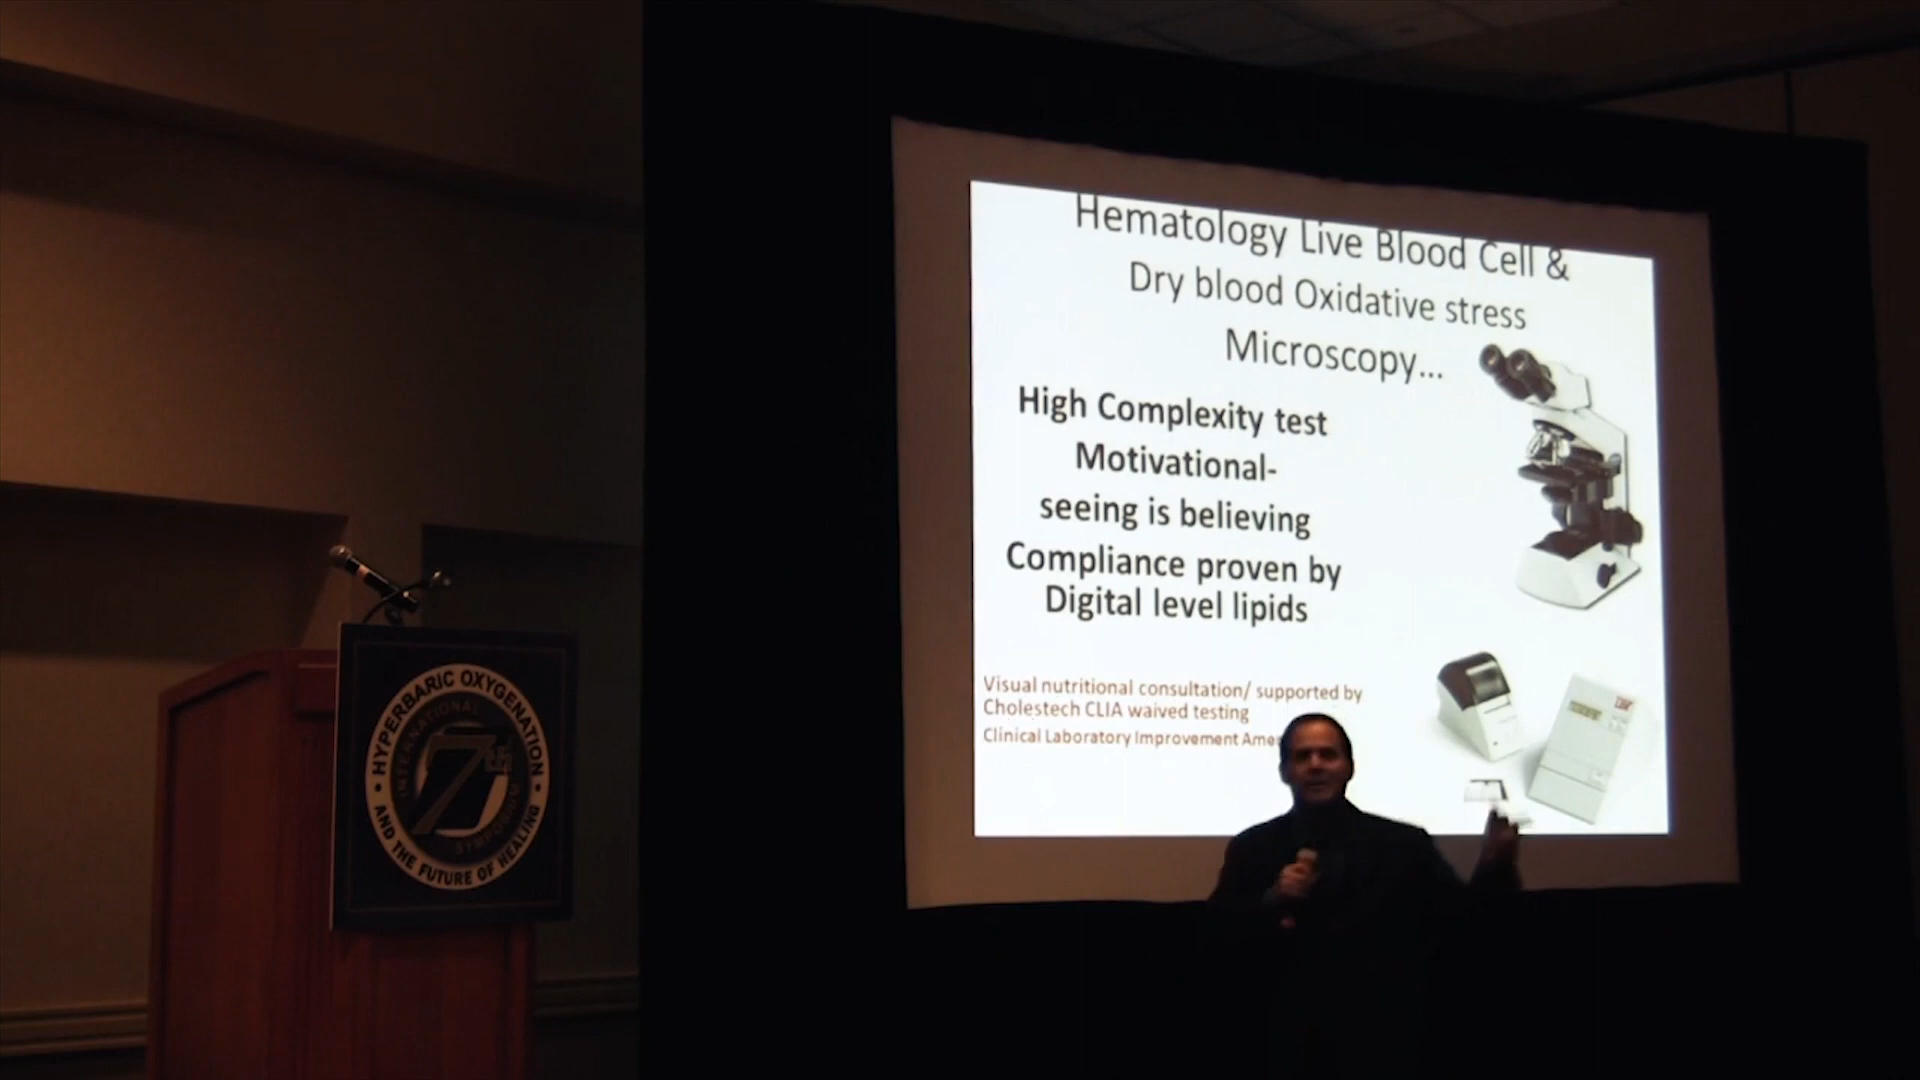 Hematology Live Blood Cell &
Dry blood Oxidative stress
Microscopy...
High Complexity test
Motivational-
seeing is believing
Compliance proven by
Digital level lipids
Visual nutritional consultation/ supported by
Cholestech CLIA waived testing
Clinical Laboratory Improvement
HYPERBARIC OXYGENATION
INTERNATIONAL
7th
SYMPOSIUM
AND THE FUTURE OF HEALING